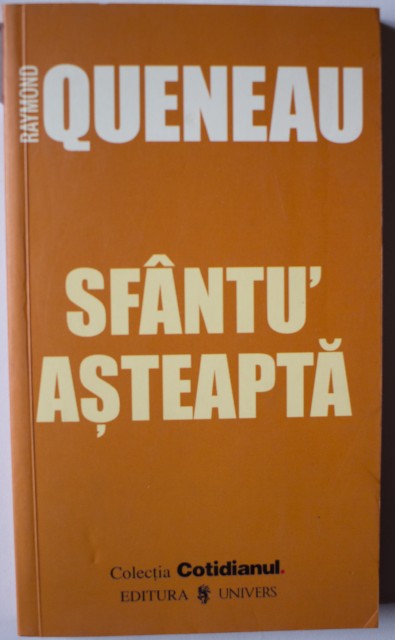 RAYMOND
QUENEAU
SFÂNTU'
AȘTEAPTĂ
Colecția Cotidianul.
EDITURA UNIVERS